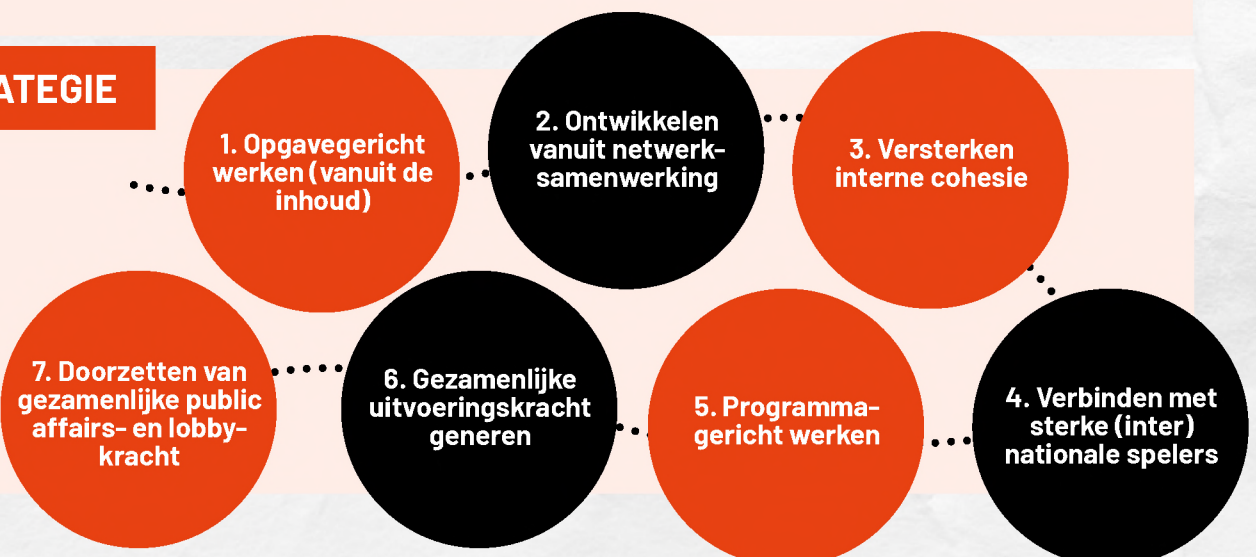 ATEGIE
1. Opgavegericht
werken (vanuit de
inhoud)
2. Ontwikkelen
vanuit netwerk-
samenwerking
3. Versterken
interne cohesie
4. Verbinden met
sterke (inter)
nationale spelers
5. Programma-
gericht werken
6. Gezamenlijke
uitvoeringskracht
generen
7. Doorzetten van
gezamenlijke public
affairs- en lobby-
kracht